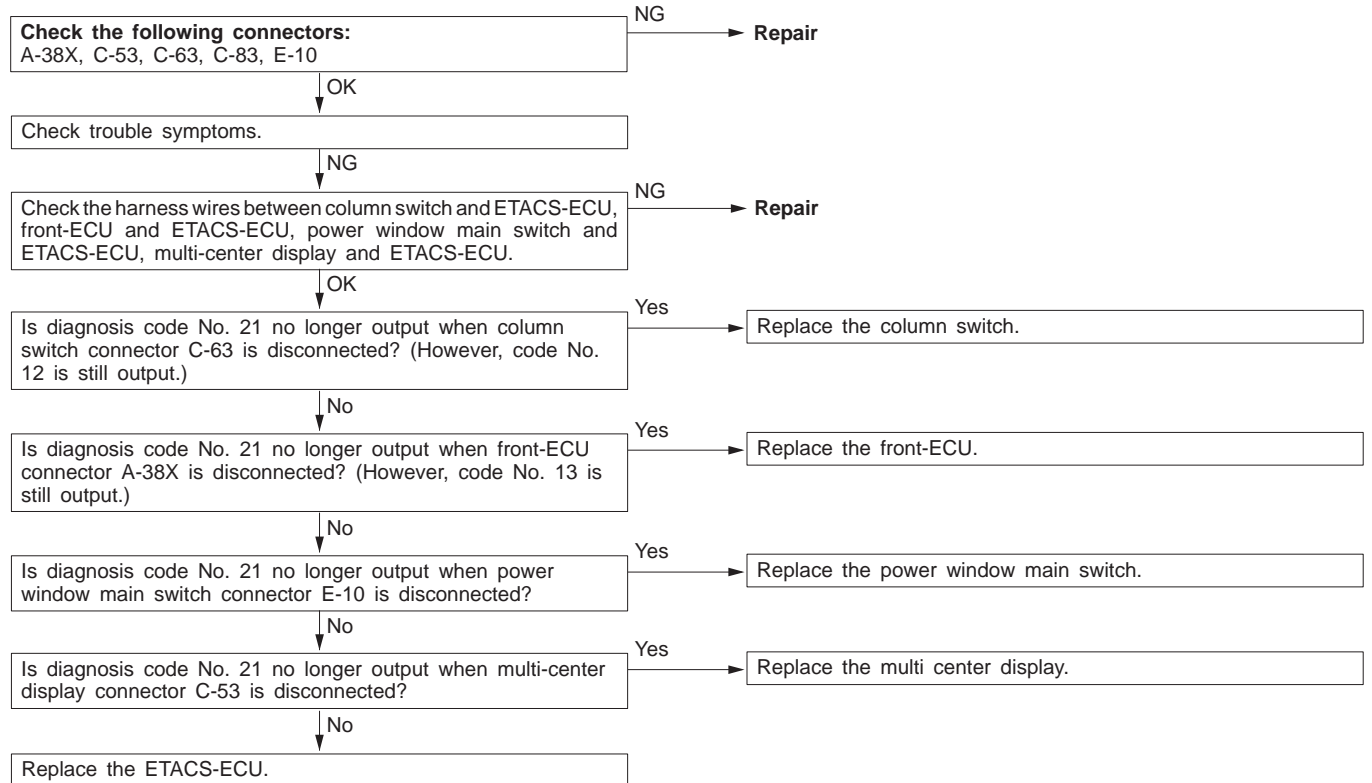 Check the following connectors:
A-38X, C-53, C-63, C-83, E-10
NG
Repair
OK
Check trouble symptoms.
NG
Check the harness wires between column switch and ETACS-ECU,
front-ECU and ETACS-ECU, power window main switch and
ETACS-ECU, multi-center display and ETACS-ECU.
NG
Repair
OK
Is diagnosis code No. 21 no longer output when column
switch connector C-63 is disconnected? (However, code No.
12 is still output.)
Yes
Replace the column switch.
No
Is diagnosis code No. 21 no longer output when front-ECU
connector A-38X is disconnected? (However, code No. 13 is
still output.)
Yes
Replace the front-ECU.
No
Is diagnosis code No. 21 no longer output when power
window main switch connector E-10 is disconnected?
Yes
Replace the power window main switch.
No
Is diagnosis code No. 21 no longer output when multi-center
display connector C-53 is disconnected?
Yes
Replace the multi center display.
No
Replace the ETACS-ECU.